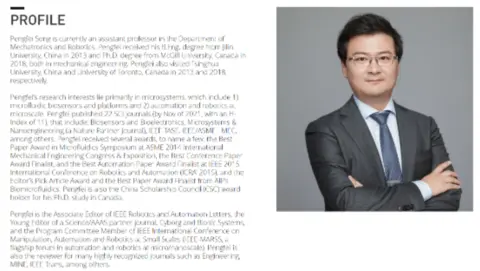 PROFILE
Pengfei Song is currently an assistant professor in the Department of
Mechatronics and Robotics. Pengfei received his B.Eng. degree from Jilin
University, China in 2013 and Ph.D. degree from McGill University, Canada in
2018, both in mechanical engineering. Pengfei also visited Tsinghua
University, China and University of Toronto, Canada in 2013 and 2018,
respectively.
Pengfei's research interests lie primarily in microsystems, which include 1)
microfluidic biosensors and platforms and 2) automation and robotics at
microscale. Pengfei published 22 SCI journals (by Nov of 2021, with an H-
index of 11), that include, Biosensors and Bioelectronics, Microsystems &
Nanoengineering (a Nature Partner Journal), IEEE TASE, IEEE/ASME
among others. Pengfei received several awards, to name a few, the Best
Paper Award in Microfluidics Symposium at ASME 2014 International
Mechanical Engineering Congress & Exposition, the Best Conference Paper
Award Finalist, and the Best Automation Paper Award Finalist at IEEE 2015
International Conference on Robotics and Automation (ICRA 2015), and the
Editor's Pick Article Award and the Best Paper Award Finalist from AIP's
Biomicrofluidics. Pengfei is also the China Scholarship Council (CSC) award
holder for his Ph.D. study in Canada.
Pengfei is the Associate Editor of IEEE Robotics and Automation Letters, the
Young Editor of a Science/AAAS partner journal, Cyborg and Bionic Systems,
and the Program Committee Member of IEEE International Conference on
Manipulation, Automation and Robotics at Small Scales (IEEE MARSS, a
flagship forum in automation and robotics at micro/nanoscale). Pengfei is
also the reviewer for many highly recognized journals such as Engineering,
MINE, IEEE Trans, among others.